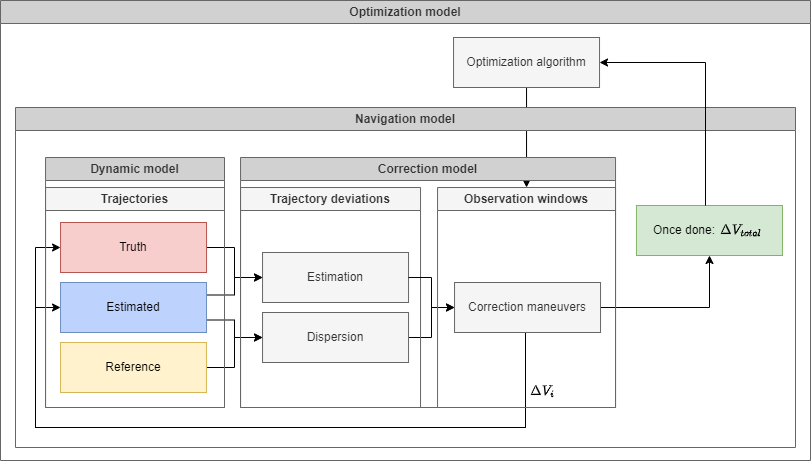 Optimization model
Optimization algorithm
Navigation model
Dynamic model
Correction model
Trajectories
Trajectory deviations
Observation windows
Truth
Estimated
Reference
Estimation
Dispersion
Correction maneuvers
Once done: ΔV_total
ΔV_i